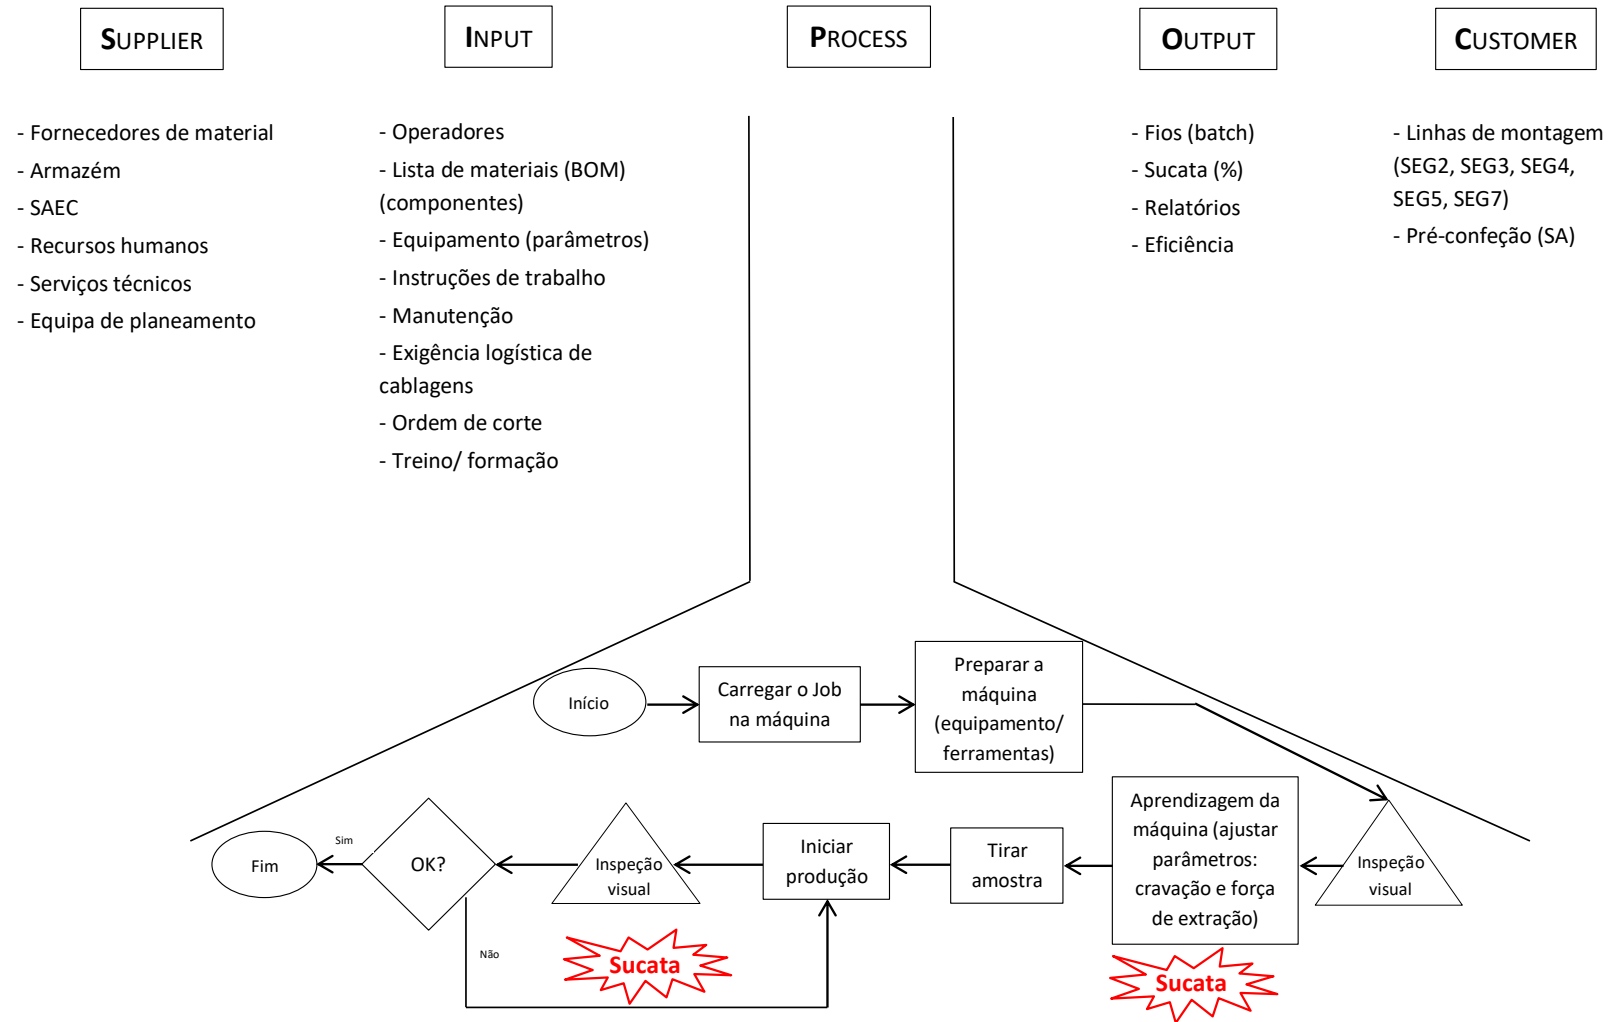 SUPPLIER
INPUT
PROCESS
OUTPUT
CUSTOMER
- Fornecedores de material
- Armazém
- SAEC
- Recursos humanos
- Serviços técnicos
- Equipa de planeamento
- Operadores
- Lista de materiais (BOM)
(componentes)
- Equipamento (parâmetros)
- Instruções de trabalho
- Manutenção
- Exigência logística de
cablagens
- Ordem de corte
- Treino/ formação
- Fios (batch)
- Sucata (%)
- Relatórios
- Eficiência
- Linhas de montagem
(SEG2, SEG3, SEG4,
SEG5, SEG7)
- Pré-confeção (SA)
Início
Carregar o Job
na máquina
Preparar a
máquina
(equipamento/
ferramentas)
Inspeção
visual
Aprendizagem da
máquina (ajustar
parâmetros:
cravação e força
de extração)
Sucata
Tirar
amostra
Iniciar
produção
Inspeção
visual
OK?
Sim
Fim
Não
Sucata